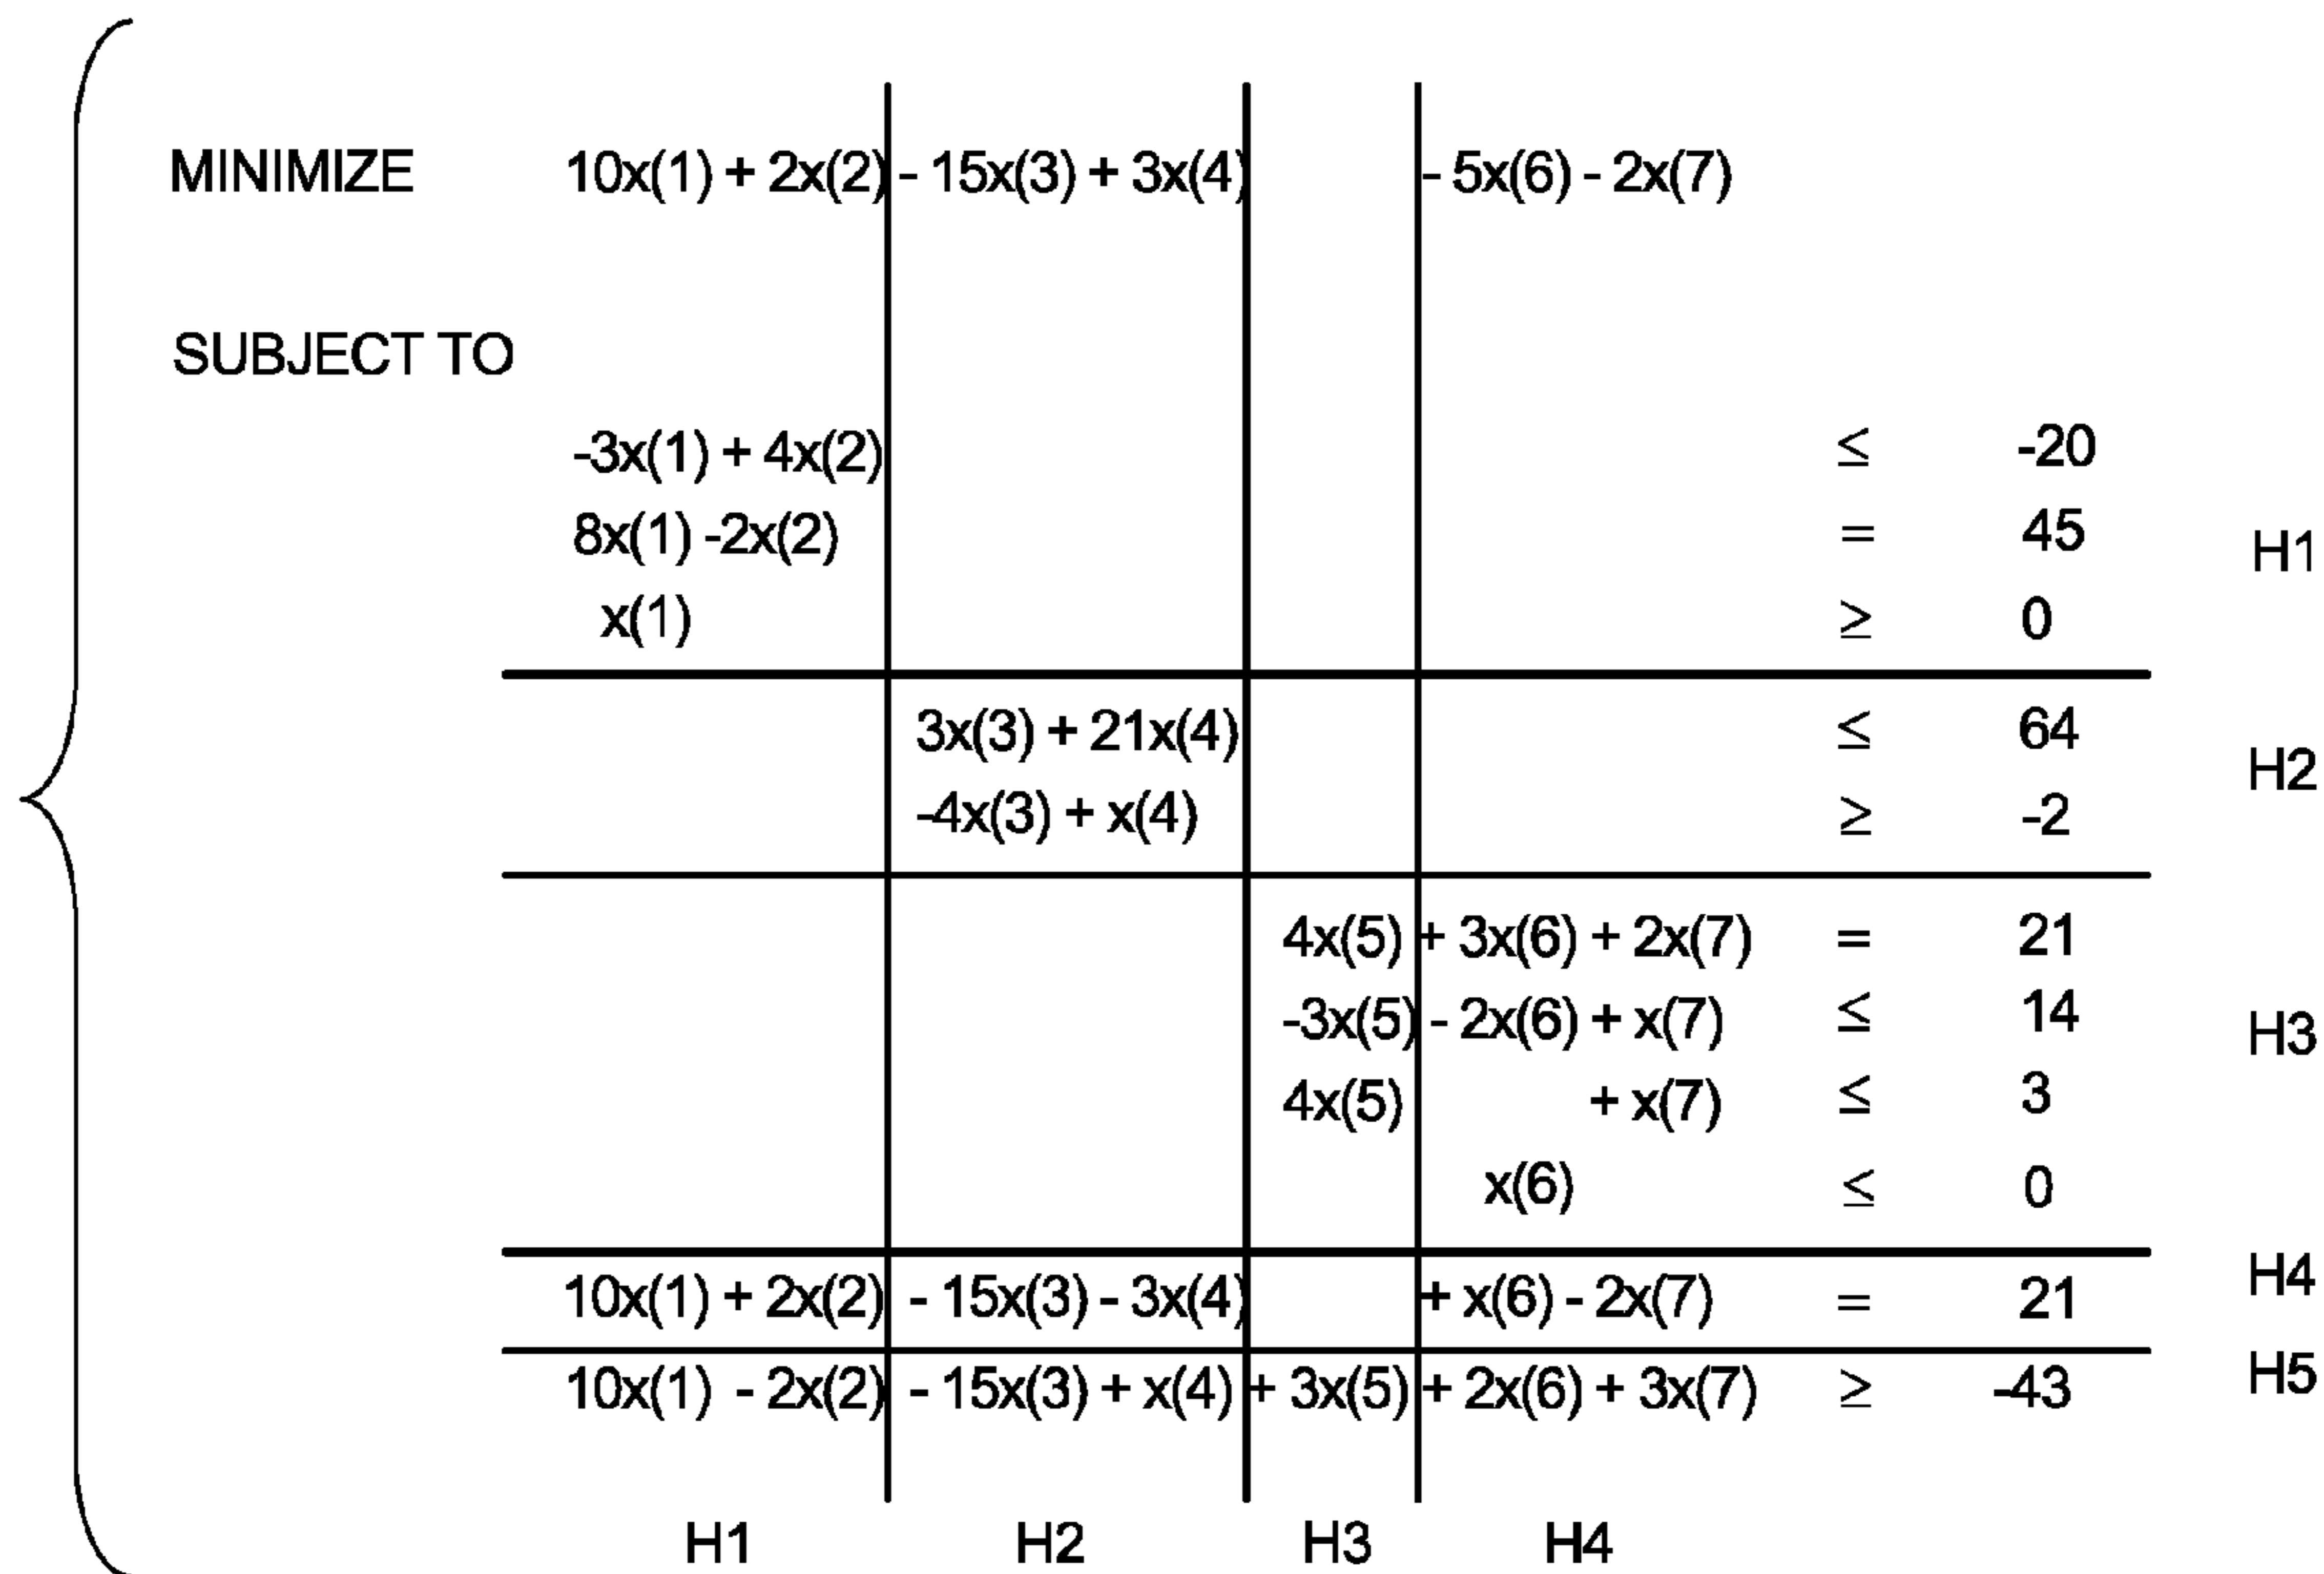 MINIMIZE 10x(1) + 2x(2) - 15x(3) + 3x(4) - 5x(6) - 2x(7)
SUBJECT TO
-3x(1) + 4x(2) ≤ -20
8x(1) -2x(2) = 45 H1
x(1) ≥ 0
3x(3) + 21x(4) ≤ 64
H2
-4x(3) + x(4) ≥ -2
4x(5) + 3x(6) + 2x(7) = 21
-3x(5) - 2x(6) + x(7) ≤ 14 H3
4x(5) + x(7) ≤ 3
x(6) ≤ 0
10x(1) + 2x(2) - 15x(3) - 3x(4) + x(6) - 2x(7) = 21 H4
10x(1) - 2x(2) - 15x(3) + x(4) + 3x(5) + 2x(6) + 3x(7) ≥ -43 H5
H1 H2 H3 H4